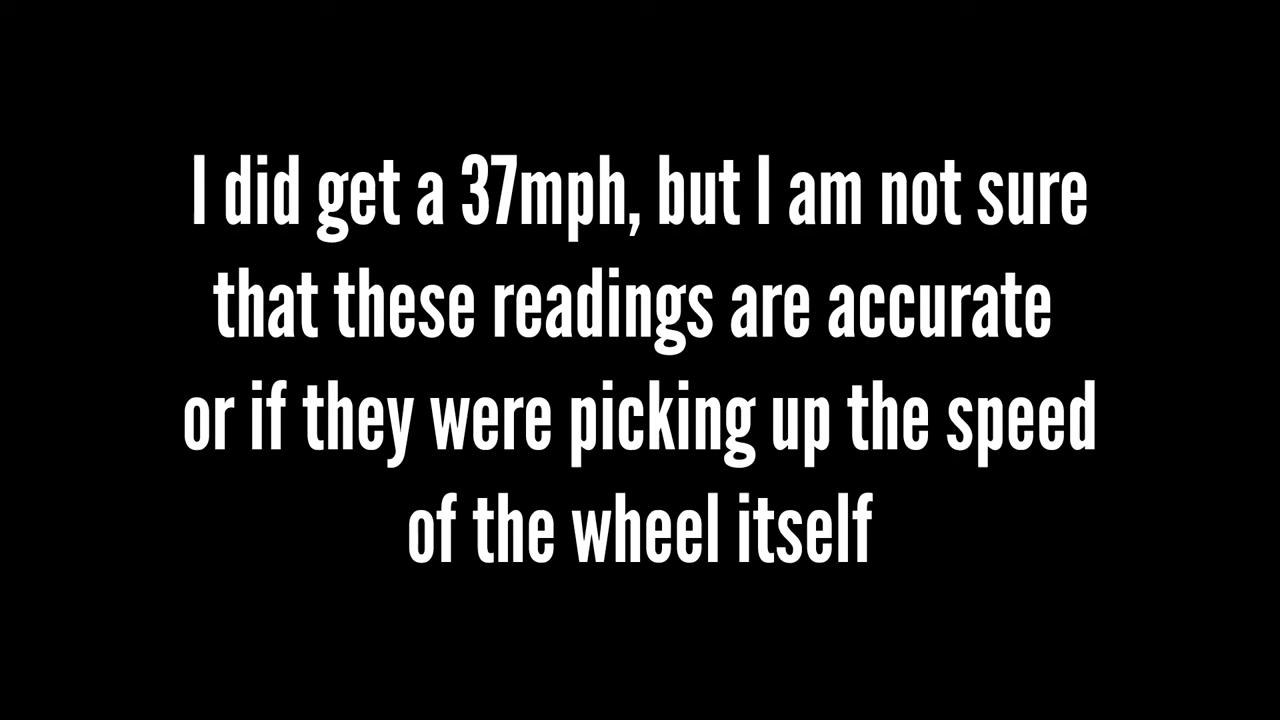 I did get a 37mph, but I am not sure
that these readings are accurate
or if they were picking up the speed
of the wheel itself